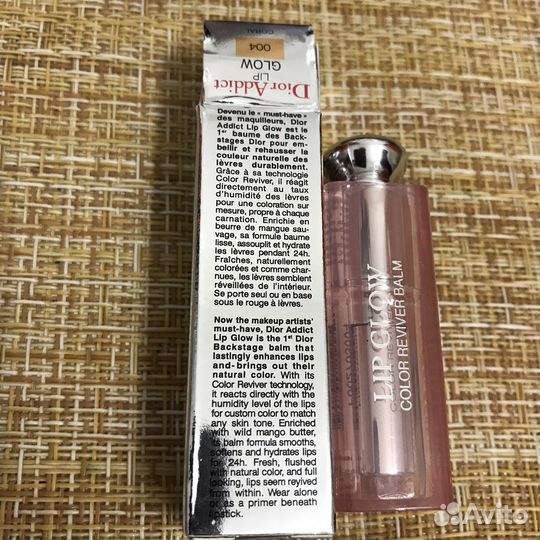 CORAL
004
GLOW
LIP
Dior Addict
Devenu le « must-have »
des maquilleurs, Dior
Addict Lip Glow est le
1er baume des Back-
stages Dior pour em-
bellir et rehausser la
couleur naturelle des
lèvres durablement.
Grâce à sa technologie
Color Reviver, il réagit
directement au taux
d'humidité des lèvres
pour une coloration sur
mesure, propre à chaque
carnation. Enrichie en
beurre de mangue sau-
vage, sa formule baume
lisse, assouplit et hydrate
les lèvres pendant 24h.
Fraîches, naturellement
colorées et comme char-
nues, les lèvres semblent
réveillées de l'intérieur.
Se porte seul ou en base
sous le rouge à lèvres.
Now the makeup artists'
must-have, Dior Addict
Lip Glow is the 1st Dior
Backstage balm that
lastingly enhances lips
and-brings out their
natural color. With its
Color Reviver technology,
it reacts directly with the
humidity level of the lips
for custom color to match
any skin tone. Enriched
with wild mango butter,
its balm formula smooths,
softens and hydrates lips
for 24h. Fresh, flushed
with natural color, and full
looking, lips seem revived
from within. Wear alone
or as a primer beneath
lipstick.
LIP GLOW
COLOR REVIVER BALM
Avito